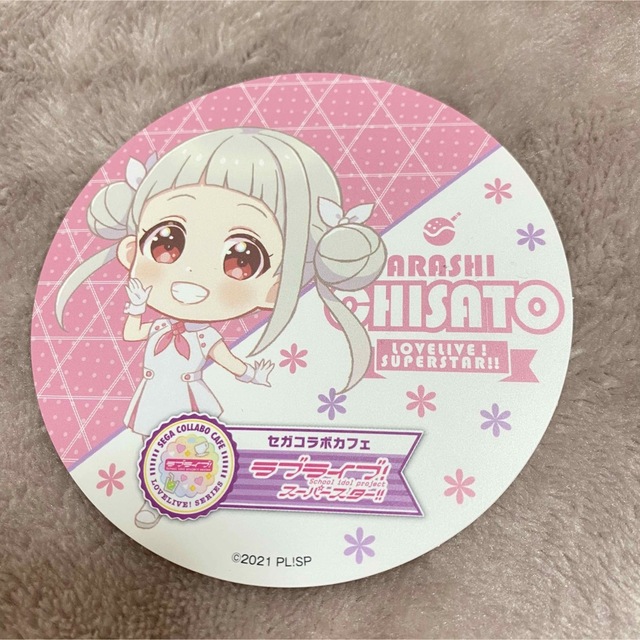 ARASHI
CHISATO
LOVELIVE!
SUPERSTAR!!
SEGA COLLABO CAFE
LOVELIVE! SERIES
セガコラボカフェ
ラブライブ!
School idol project
スーパースター!!
©2021 PL!SP